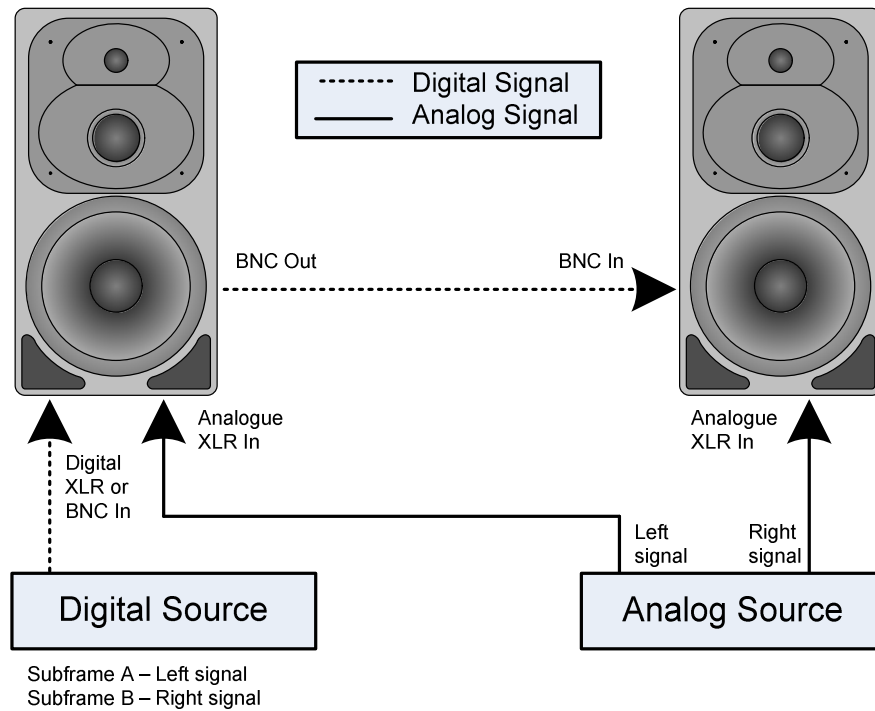 Digital Signal
Analog Signal
BNC Out
BNC In
Analogue
XLR In
Analogue
XLR In
Digital
XLR or
BNC In
Left
signal
Right
signal
Digital Source
Analog Source
Subframe A – Left signal
Subframe B – Right signal